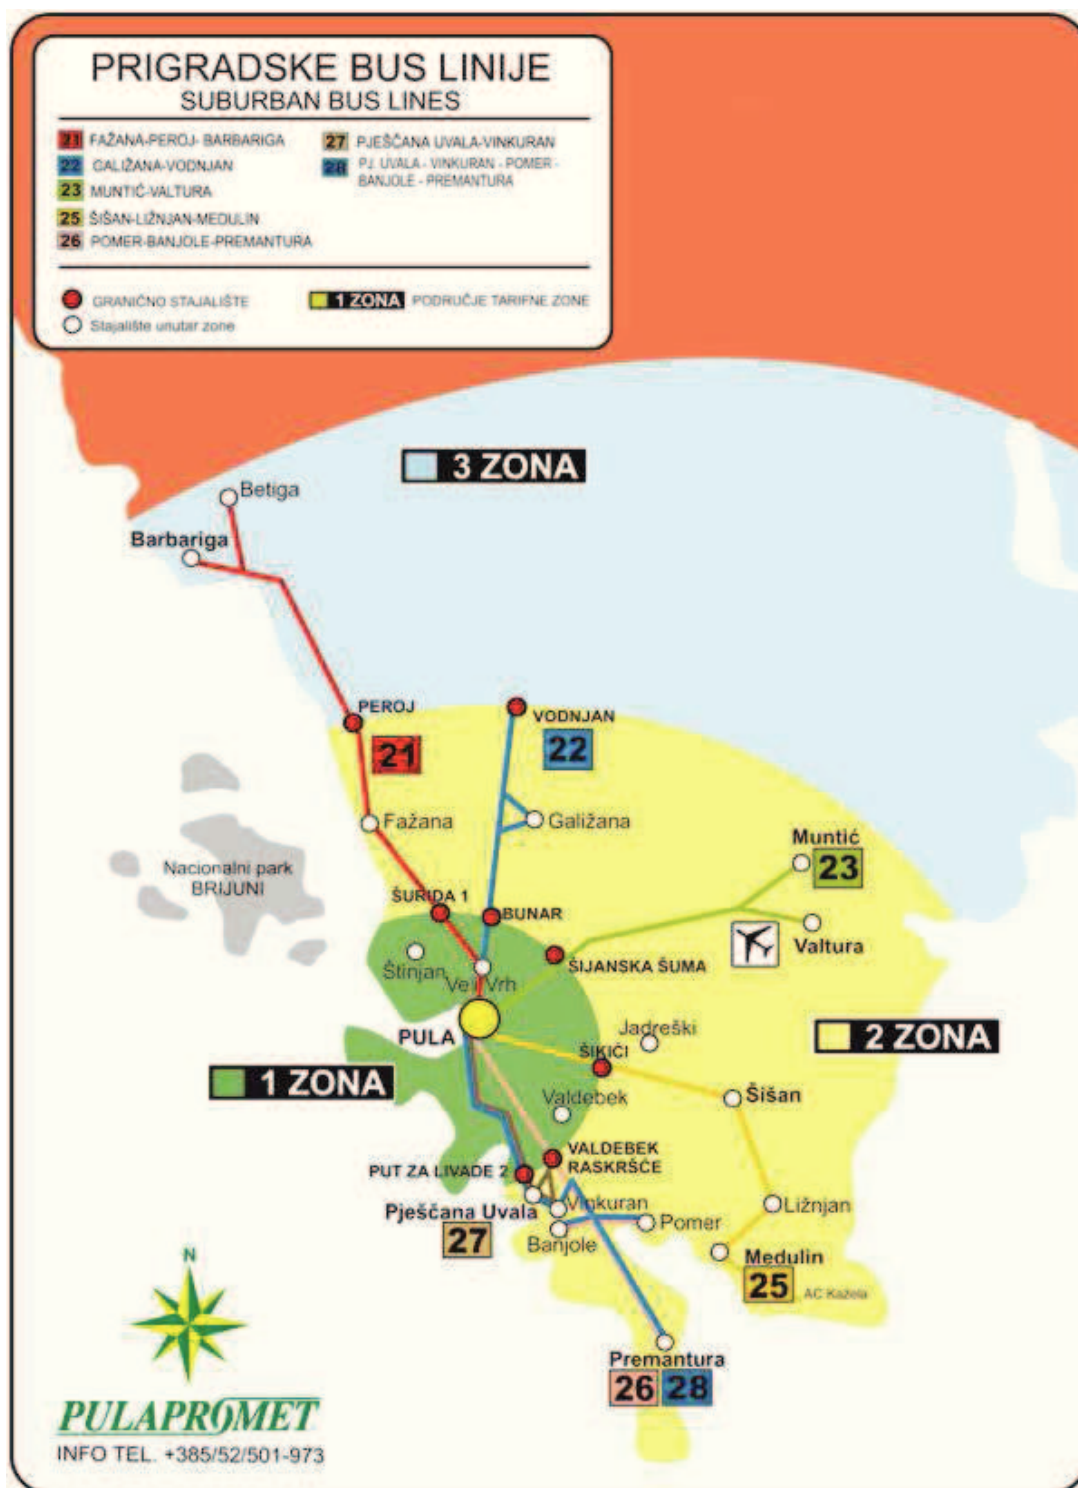 PRIGRADSKE BUS LINIJE
SUBURBAN BUS LINES
21 FAŽANA-PEROJ- BARBARIGA
22 GALIŽANA-VODNJAN
23 MUNTIĆ-VALTURA
25 ŠIŠAN-LIŽNJAN-MEDULIN
26 POMER-BANJOLE-PREMANTURA
27 PJEŠČANA UVALA-VINKURAN
28 PJ. UVALA - VINKURAN - POMER -
BANJOLE - PREMANTURA
GRANIČNO STAJALIŠTE
Stajalište unutar zone
1 ZONA PODRUČJE TARIFNE ZONE
3 ZONA
Betiga
Barbariga
PEROJ
21
VODNJAN
22
Fažana
Galižana
Nacionalni park
BRIJUNI
Muntić
23
ŠURIDA 1
BUNAR
Valtura
Štinjan
Veli Vrh
ŠIJANSKA ŠUMA
PULA
Jadreški
2 ZONA
ŠIKIĆI
1 ZONA
Valdebek
Šišan
VALDEBEK
RASKRŠĆE
PUT ZA LIVADE 2
Pješčana Uvala
27
Vinkuran
Ližnjan
Pomer
Banjole
Medulin
25 AC Kažela
N
Premantura
26 28
PULAPROMET
INFO TEL. +385/52/501-973